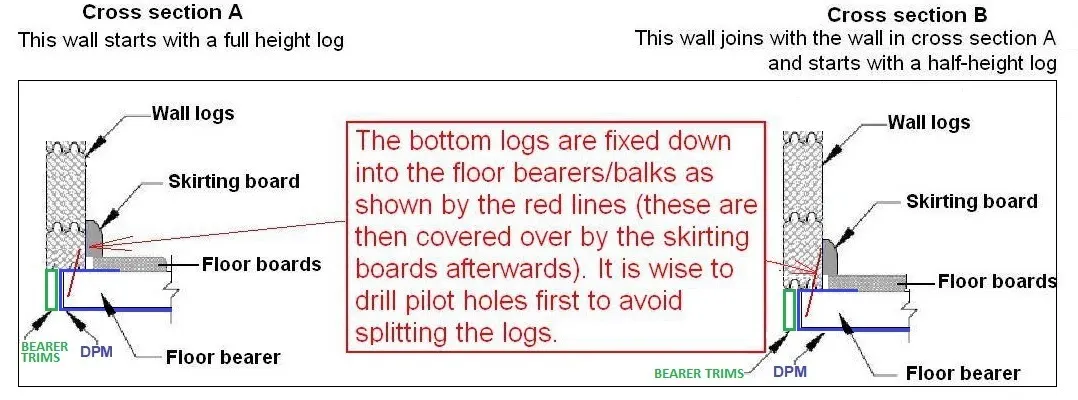 Cross section A
This wall starts with a full height log
Cross section B
This wall joins with the wall in cross section A
and starts with a half-height log
Wall logs
Skirting board
Floor boards
BEARER
TRIMS
DPM
Floor bearer
The bottom logs are fixed down
into the floor bearers/balks as
shown by the red lines (these are
then covered over by the skirting
boards afterwards). It is wise to
drill pilot holes first to avoid
splitting the logs.
Wall logs
Skirting board
Floor boards
BEARER TRIMS
DPM
Floor bearer